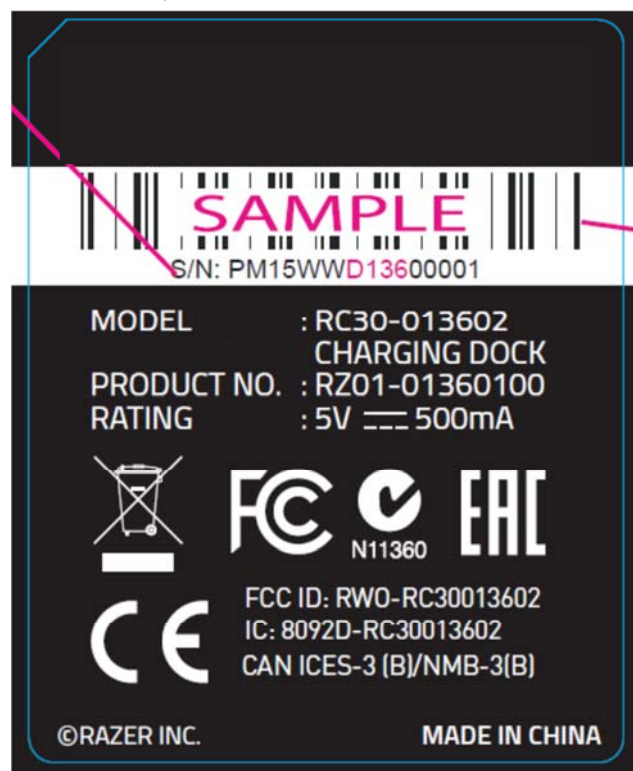 SAMPLE
S/N: PM15WWD13600001
MODEL : RC30-013602
CHARGING DOCK
PRODUCT NO. : RZ01-01360100
RATING : 5V ⎓ 500mA
FC N11360 EAC
CE
FCC ID: RWO-RC30013602
IC: 8092D-RC30013602
CAN ICES-3 (B)/NMB-3(B)
©RAZER INC. MADE IN CHINA